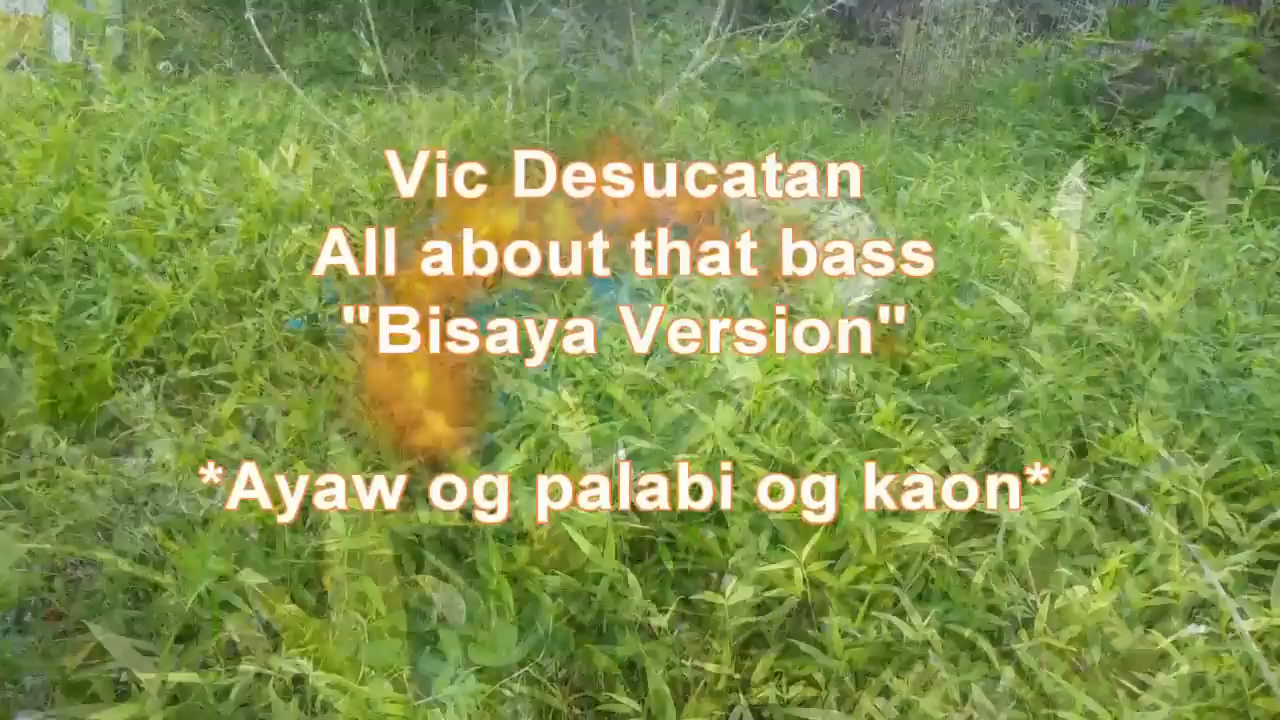 Vic Desucatan
All about that bass
"Bisaya Version"
*Ayaw og palabi og kaon*